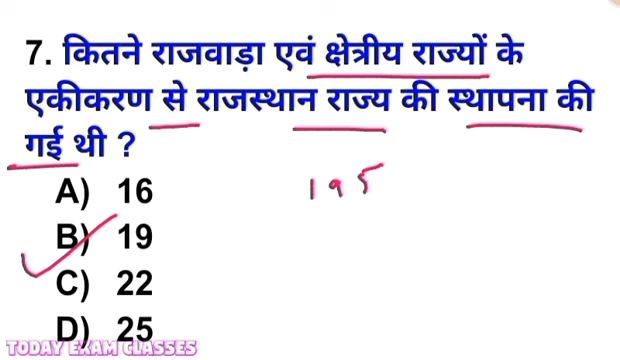 7. कितने राजवाड़ा एवं क्षेत्रीय राज्यों के
एकीकरण से राजस्थान राज्य की स्थापना की
गई थी ?
195
A) 16
B) 19
C) 22
D) 25
TODAY EXAM CLASSES